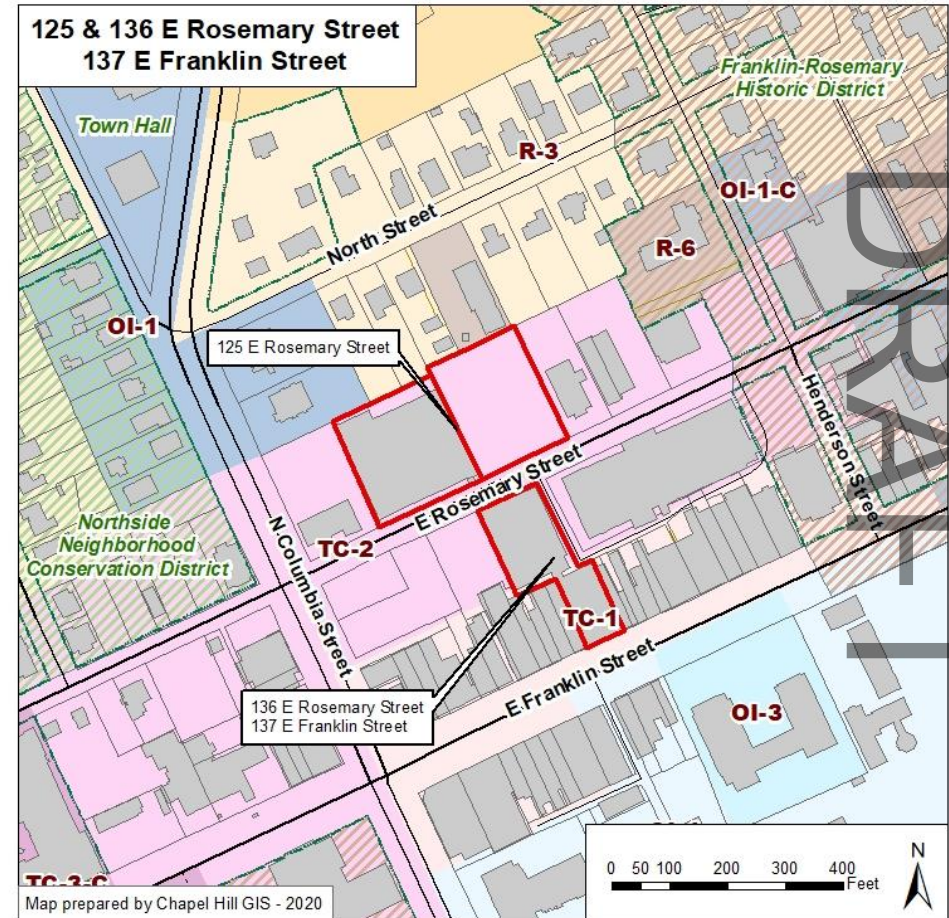 125 & 136 E Rosemary Street
137 E Franklin Street
Town Hall
Franklin-Rosemary
Historic District
R-3
OI-1-C
North Street
R-6
OI-1
125 E Rosemary Street
Henderson Street
E Rosemary Street
Northside
Neighborhood
Conservation District
N Columbia Street
TC-2
TC-1
E Franklin Street
136 E Rosemary Street
137 E Franklin Street
OI-3
TC-3-C
Map prepared by Chapel Hill GIS - 2020
0 50 100 200 300 400
Feet
N
DRAFT